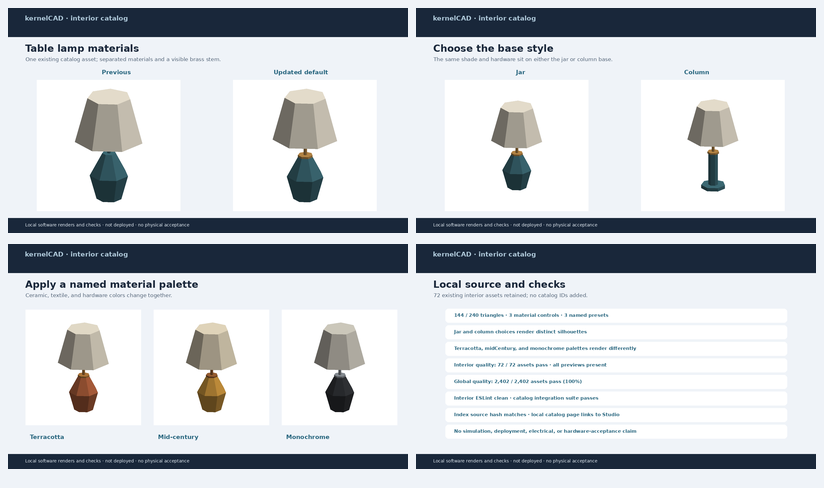 kernelCAD · interior catalog
Table lamp materials
One existing catalog asset; separated materials and a visible brass stem.
Previous
Updated default
Local software renders and checks · not deployed · no physical acceptance
kernelCAD · interior catalog
Choose the base style
The same shade and hardware sit on either the jar or column base.
Jar
Column
Local software renders and checks · not deployed · no physical acceptance
kernelCAD · interior catalog
Apply a named material palette
Ceramic, textile, and hardware colors change together.
Terracotta
Mid-century
Monochrome
Local software renders and checks · not deployed · no physical acceptance
kernelCAD · interior catalog
Local source and checks
72 existing interior assets retained; no catalog IDs added.
144 / 240 triangles · 3 material controls · 3 named presets
Jar and column choices render distinct silhouettes
Terracotta, midCentury, and monochrome palettes render differently
Interior quality: 72 / 72 assets pass · all previews present
Global quality: 2,402 / 2,402 assets pass (100%)
Interior ESLint clean · catalog integration suite passes
Index source hash matches · local catalog page links to Studio
No simulation, deployment, electrical, or hardware-acceptance claim
Local software renders and checks · not deployed · no physical acceptance